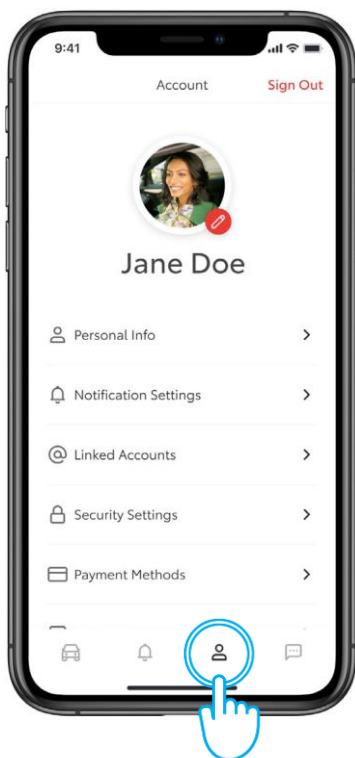 9:41
Account
Sign Out
Jane Doe
Personal Info
Notification Settings
Linked Accounts
Security Settings
Payment Methods